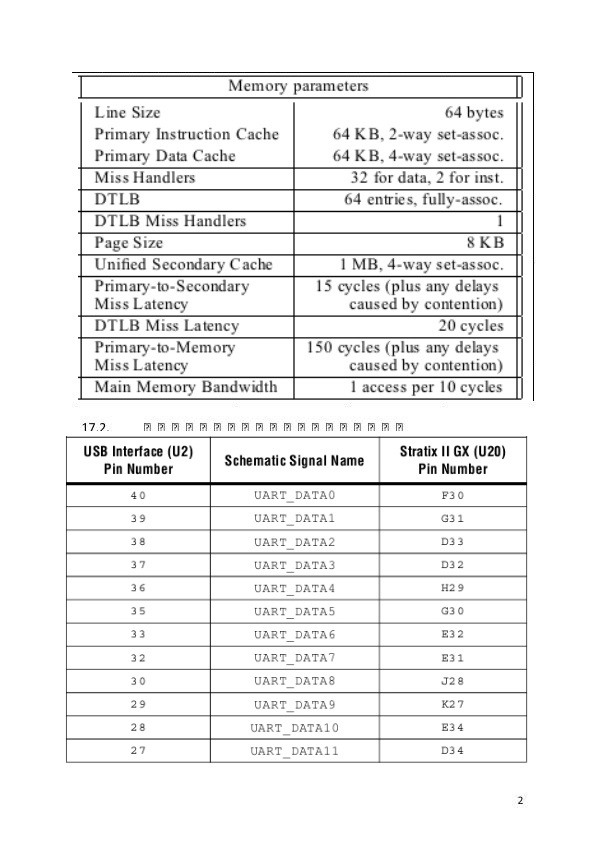 Memory parameters
Line Size 64 bytes
Primary Instruction Cache 64 KB, 2-way set-assoc.
Primary Data Cache 64 KB, 4-way set-assoc.
Miss Handlers 32 for data, 2 for inst.
DTLB 64 entries, fully-assoc.
DTLB Miss Handlers 1
Page Size 8 KB
Unified Secondary Cache 1 MB, 4-way set-assoc.
Primary-to-Secondary 15 cycles (plus any delays
Miss Latency caused by contention)
DTLB Miss Latency 20 cycles
Primary-to-Memory 150 cycles (plus any delays
Miss Latency caused by contention)
Main Memory Bandwidth 1 access per 10 cycles
17.2.
USB Interface (U2) Stratix II GX (U20)
Schematic Signal Name
Pin Number Pin Number
40 UART_DATA0 F30
39 UART_DATA1 G31
38 UART_DATA2 D33
37 UART_DATA3 D32
36 UART_DATA4 H29
35 UART_DATA5 G30
33 UART_DATA6 E32
32 UART_DATA7 E31
30 UART_DATA8 J28
29 UART_DATA9 K27
28 UART_DATA10 E34
27 UART_DATA11 D34
2